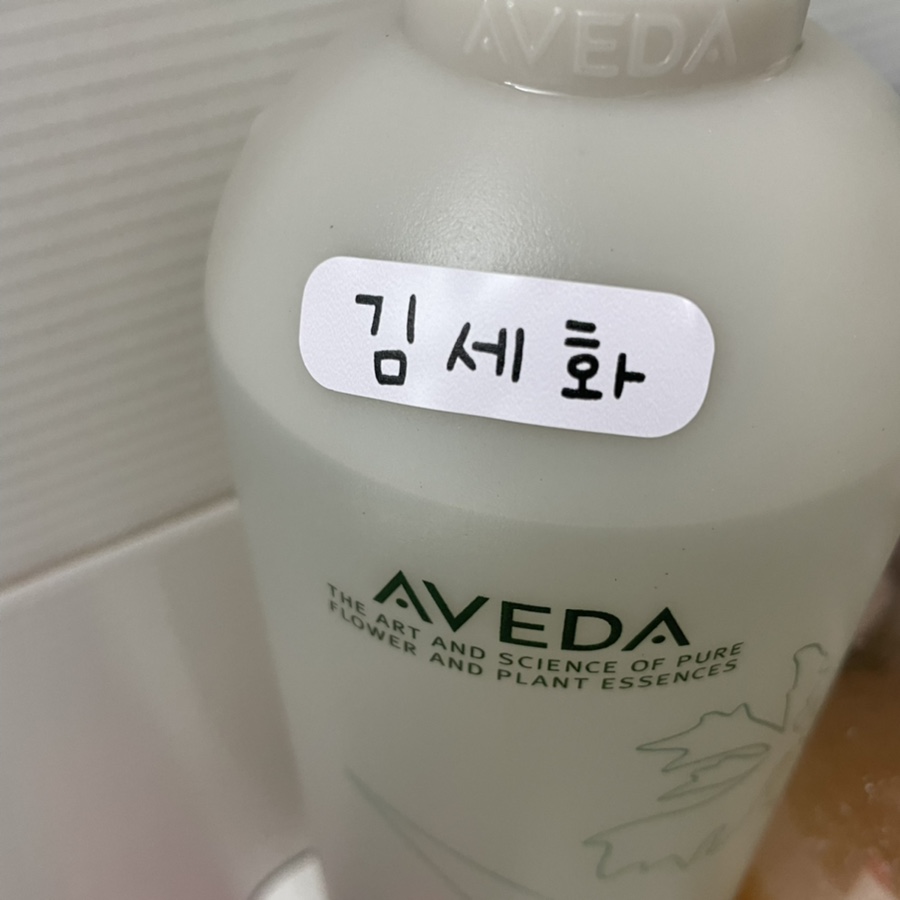 AVEDA
김세화
AVEDA
THE ART AND SCIENCE OF PURE
FLOWER AND PLANT ESSENCES